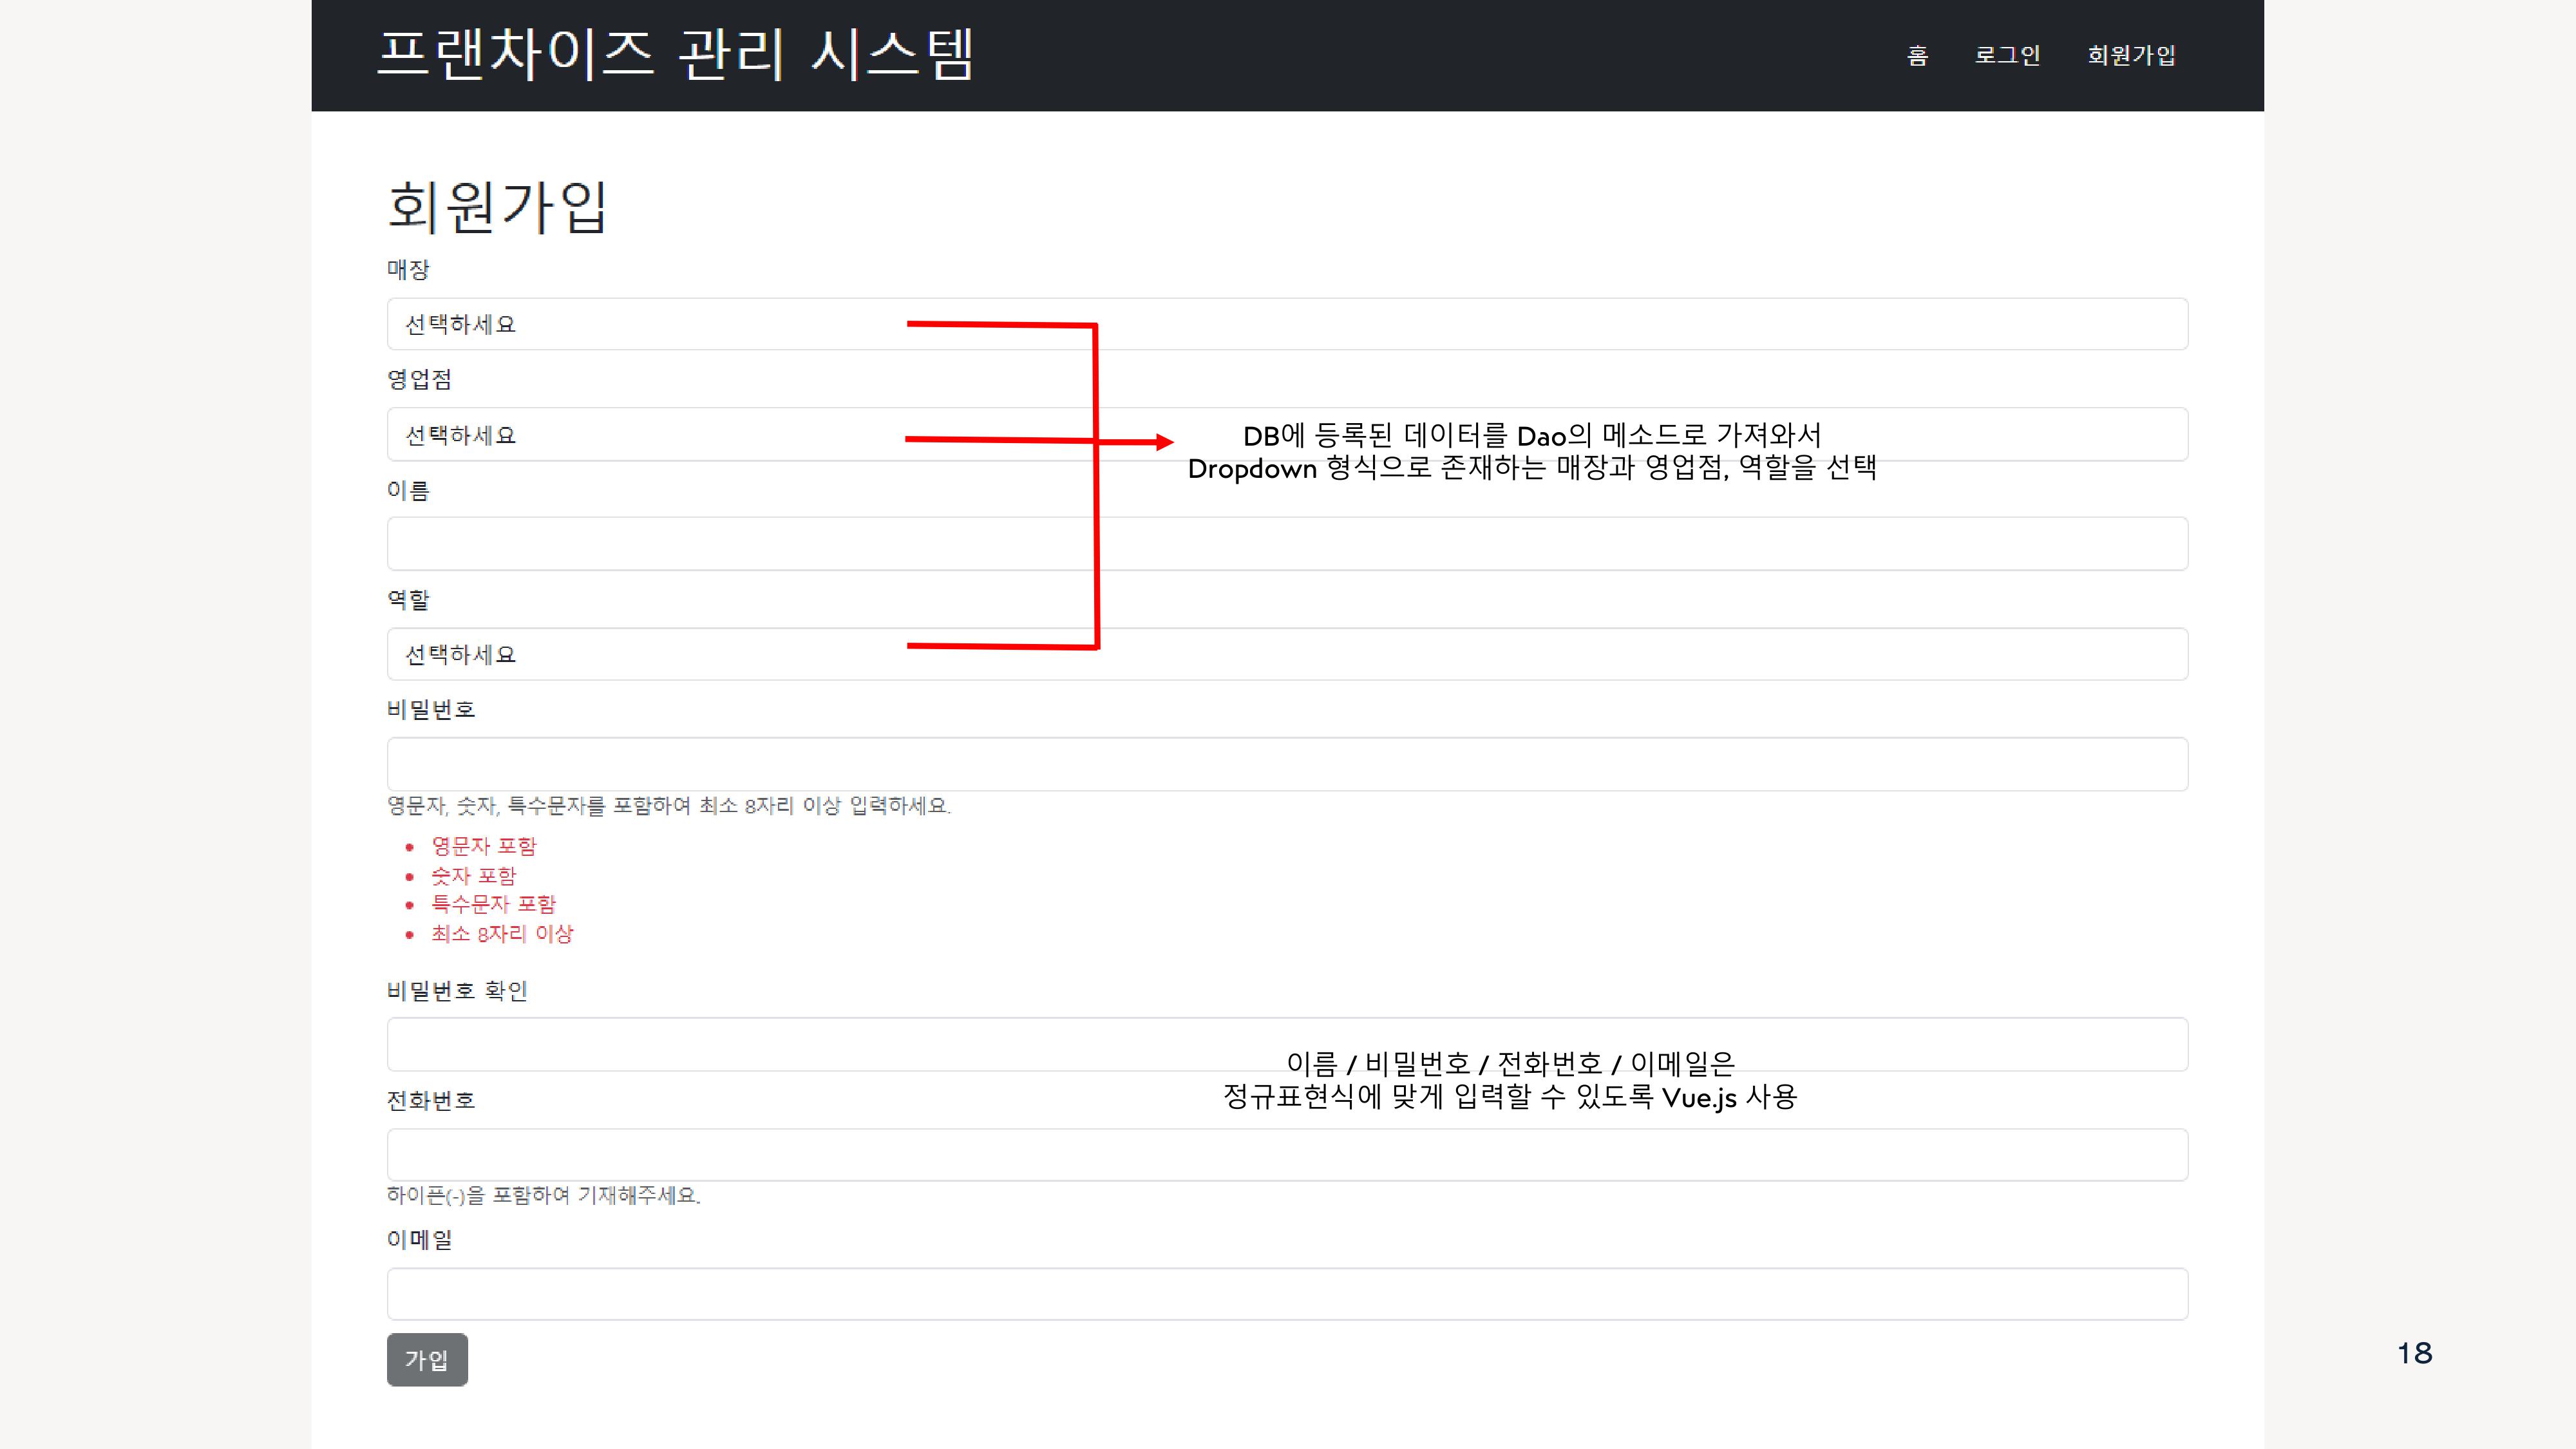 프랜차이즈 관리 시스템
홈 로그인 회원가입
회원가입
매장
선택하세요
영업점
선택하세요
DB에 등록된 데이터를 Dao의 메소드로 가져와서
Dropdown 형식으로 존재하는 매장과 영업점, 역할을 선택
이름
역할
선택하세요
비밀번호
영문자, 숫자, 특수문자를 포함하여 최소 8자리 이상 입력하세요.
• 영문자 포함
• 숫자 포함
• 특수문자 포함
• 최소 8자리 이상
비밀번호 확인
이름 / 비밀번호 / 전화번호 / 이메일은
정규표현식에 맞게 입력할 수 있도록 Vue.js 사용
전화번호
하이픈(-)을 포함하여 기재해주세요.
이메일
가입
18